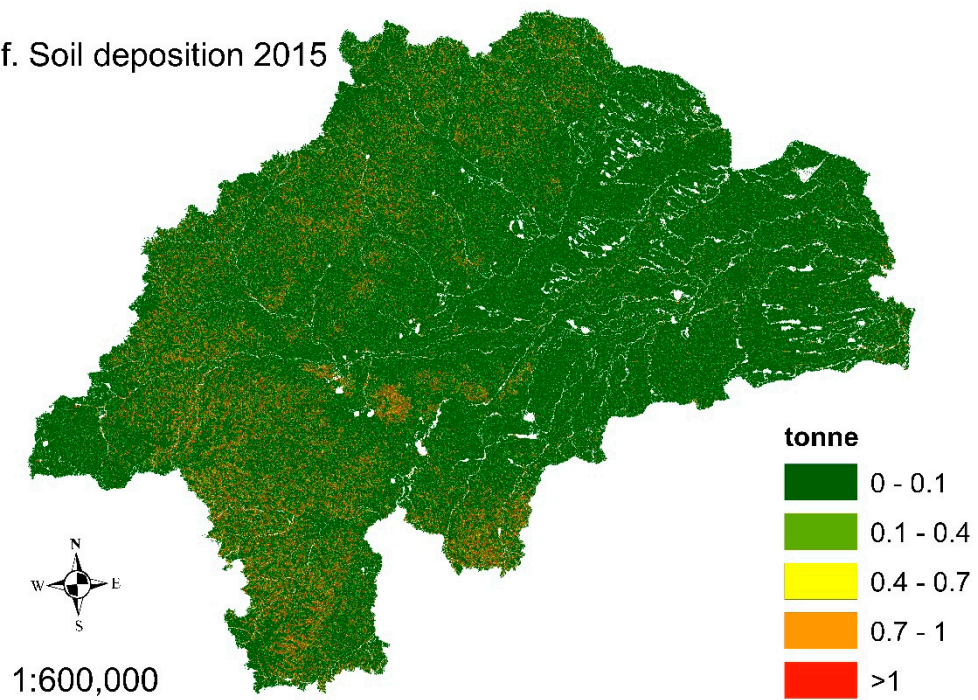 f. Soil deposition 2015
tonne
0 - 0.1
0.1 - 0.4
0.4 - 0.7
0.7 - 1
>1
N
W E
S
1:600,000